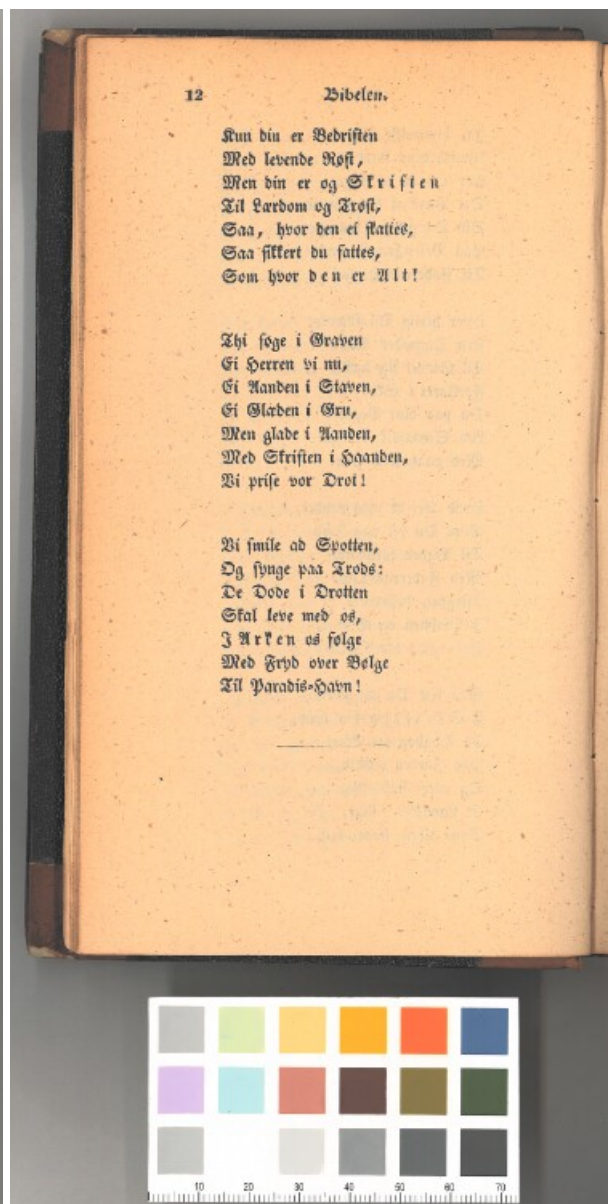 12 Bibelen.
Kun din er Bedriften
Med levende Røst,
Men din er og Skriften
Til Lærdom og Trøst,
Saa, hvor den ei skattes,
Saa sikkert du fattes,
Som hvor den er Alt!
Thi søge i Graven
Ei Herren vi nu,
Ei Aanden i Staven,
Ei Glæden i Gru,
Men glade i Aanden,
Med Skriften i Haanden,
Vi prise vor Drot!
Vi smile ad Spotten,
Og synge paa Trods:
De Døde i Drotten
Skal leve med os,
I Arken os følge
Med Fryd over Bølge
Til Paradis-Havn!
10 20 30 40 50 60 70